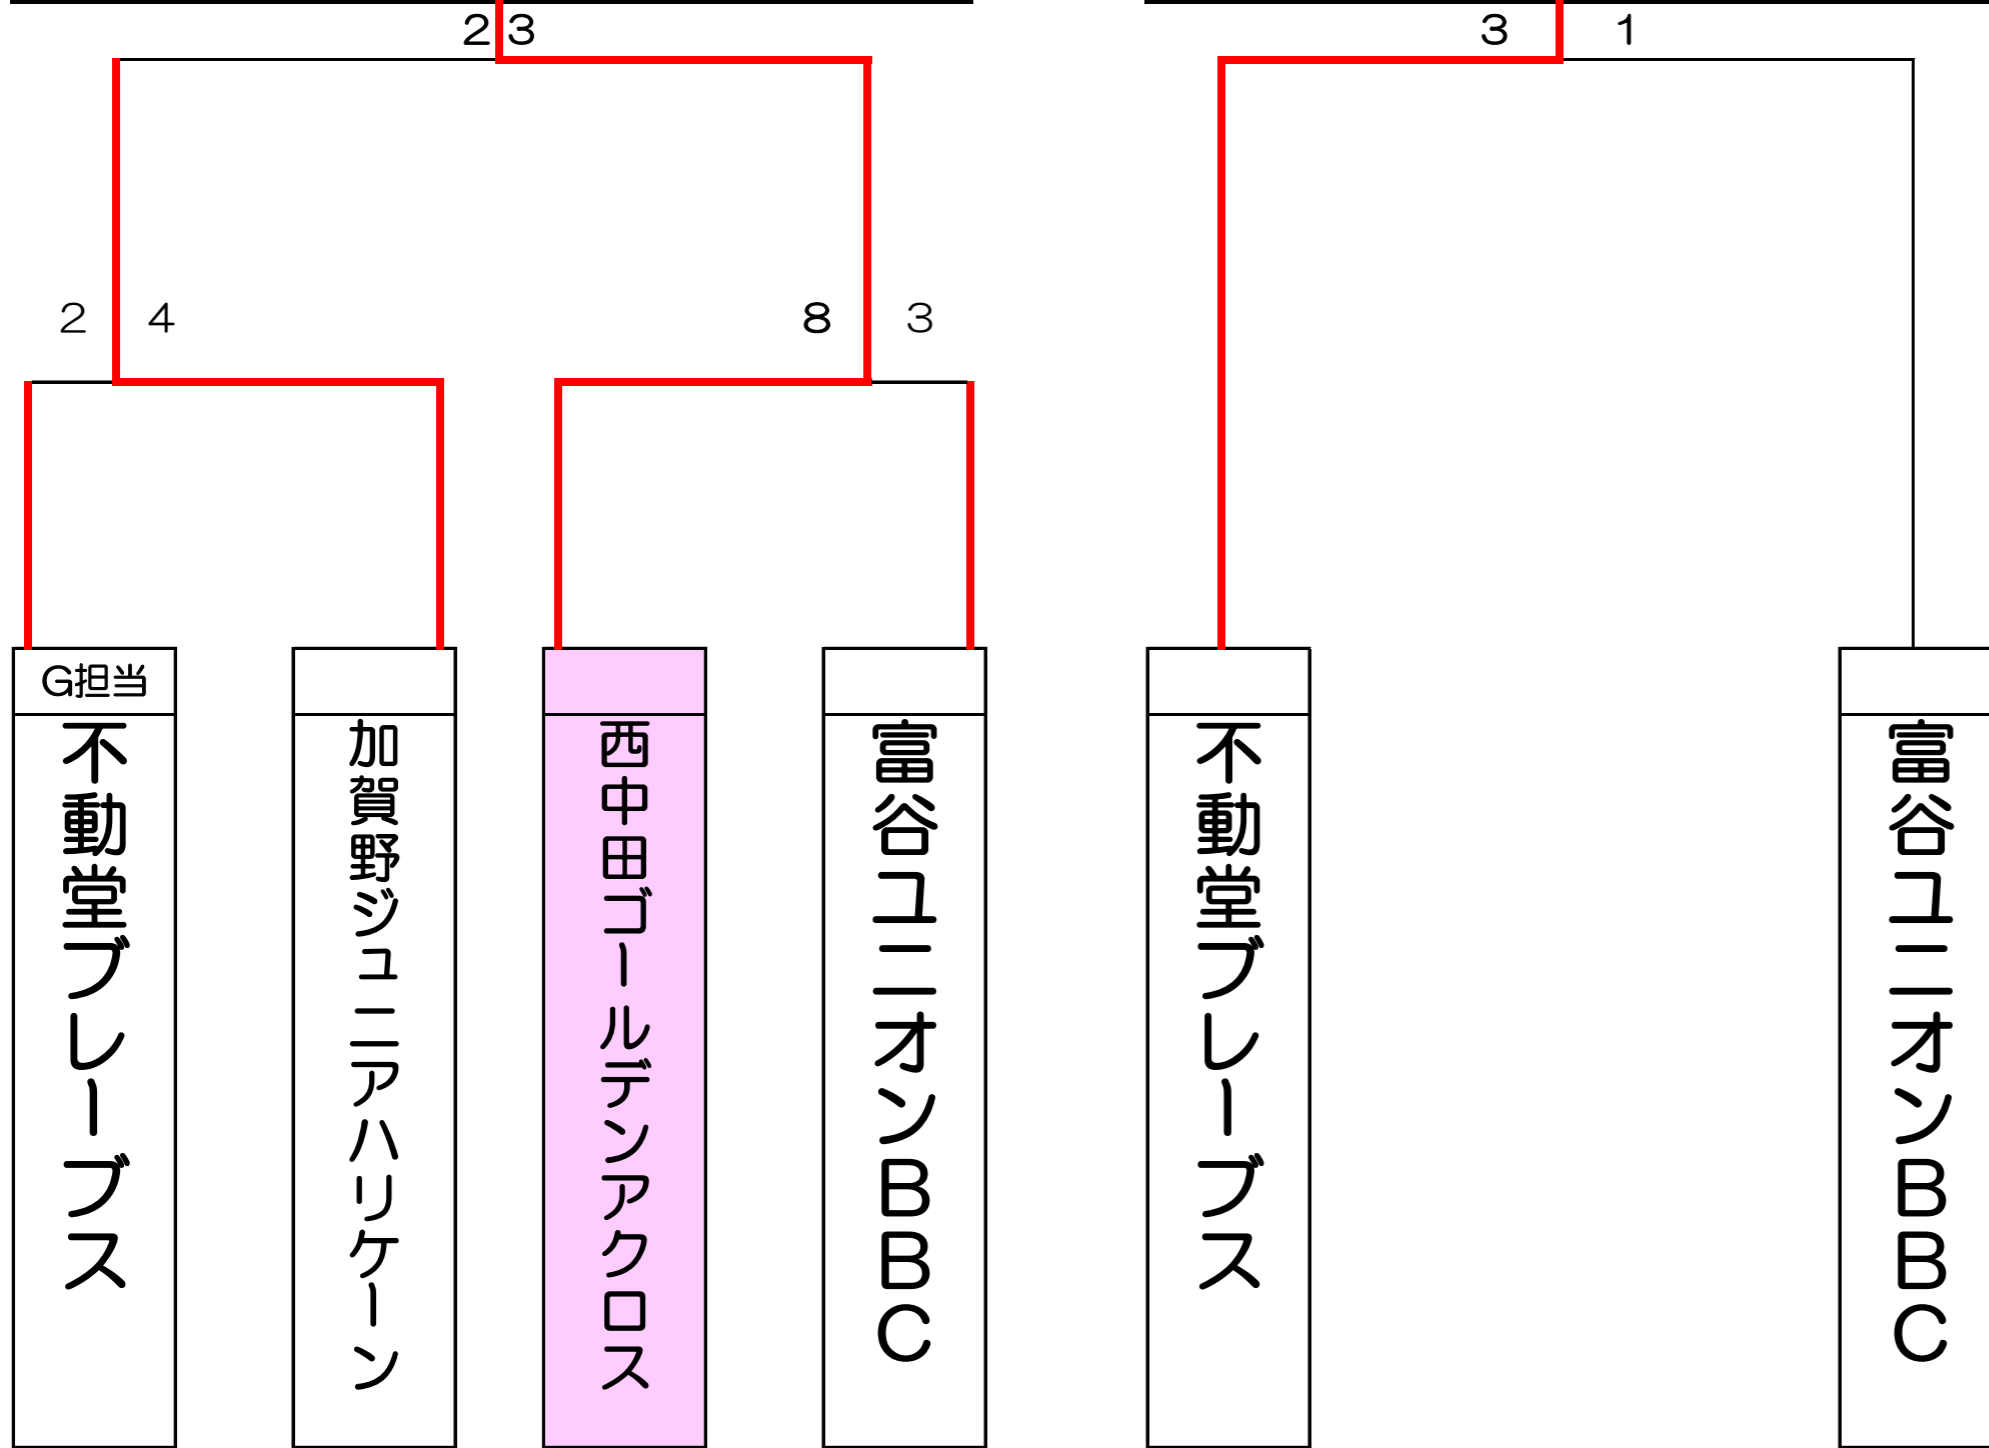 ２ ３
３ １
２ ４
８ ３
G担当
不動堂ブレーブス
加賀野ジュニアハリケーン
西中田ゴールデンアクロス
富谷ユニオンＢＢＣ
不動堂ブレーブス
富谷ユニオンＢＢＣ